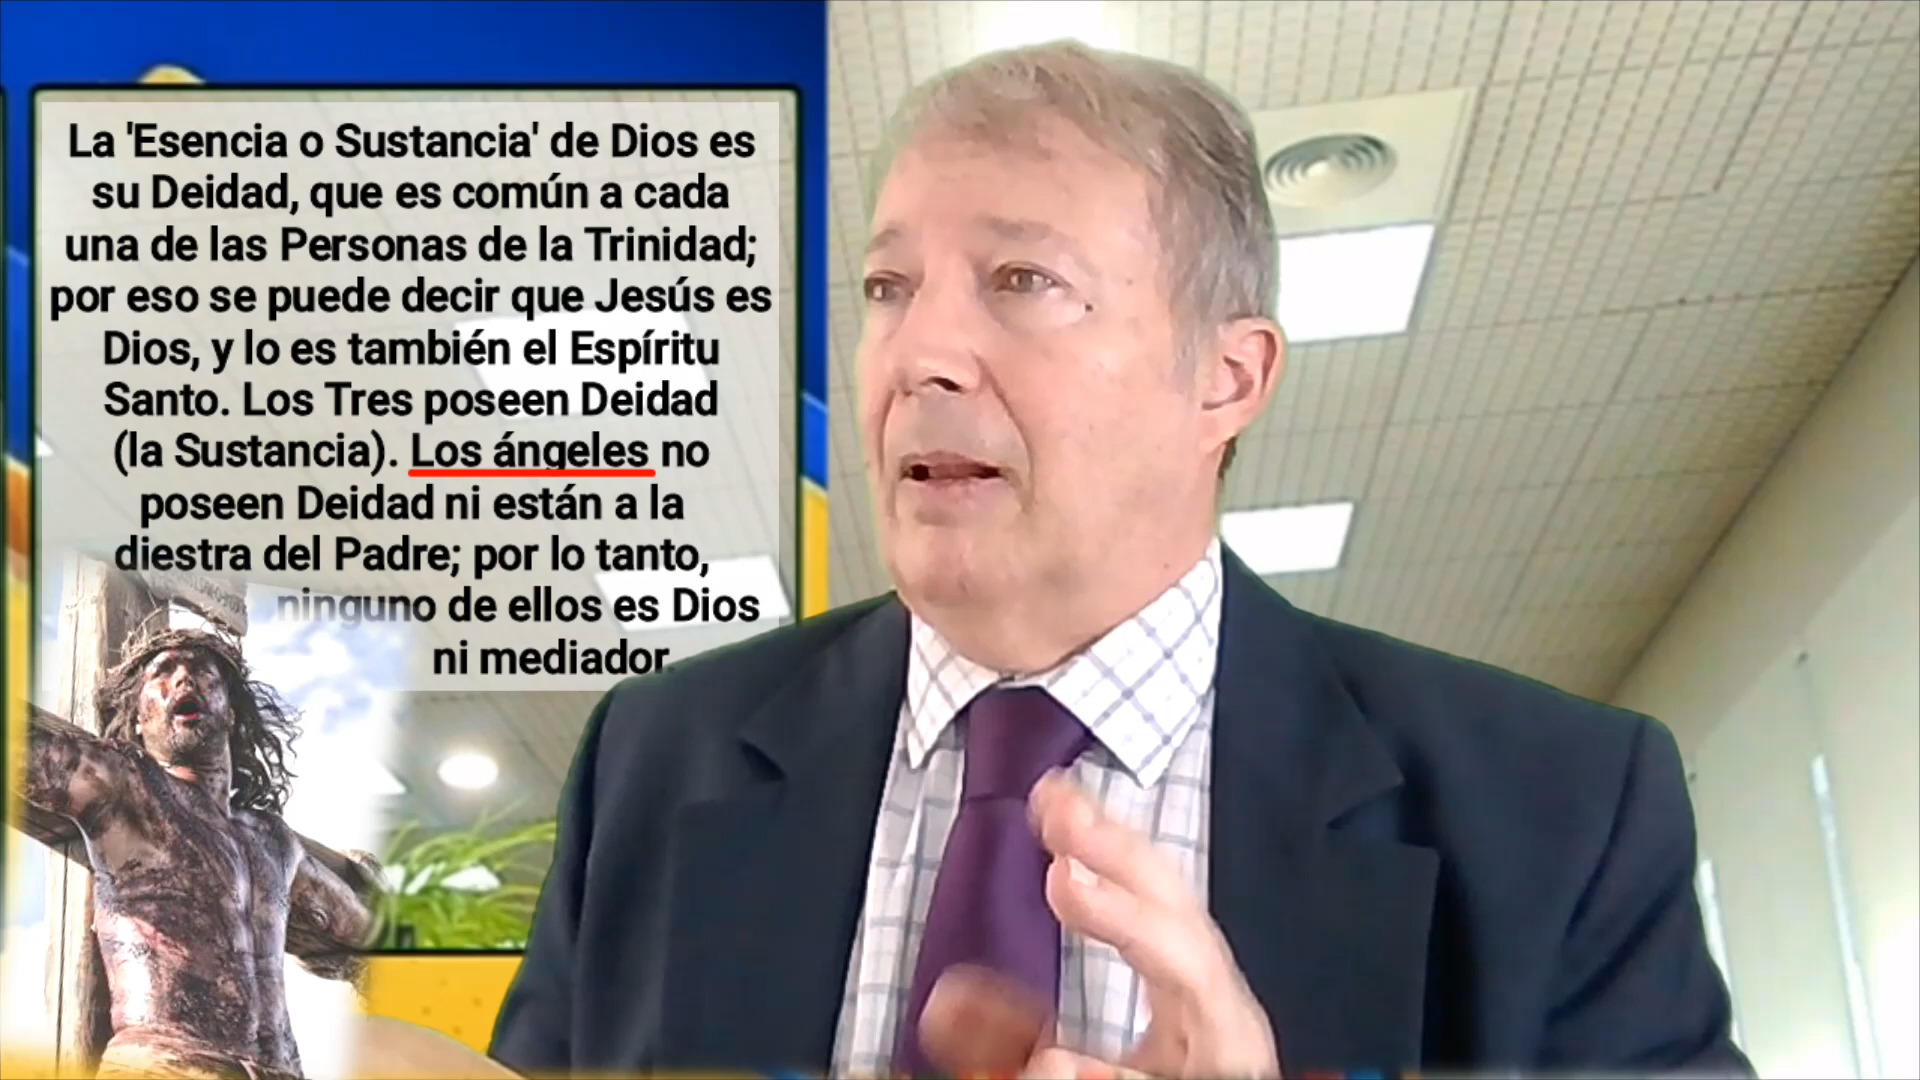 La 'Esencia o Sustancia' de Dios es
su Deidad, que es común a cada
una de las Personas de la Trinidad;
por eso se puede decir que Jesús es
Dios, y lo es también el Espíritu
Santo. Los Tres poseen Deidad
(la Sustancia). Los ángeles no
poseen Deidad ni están a la
diestra del Padre; por lo tanto,
ninguno de ellos es Dios
ni mediador.